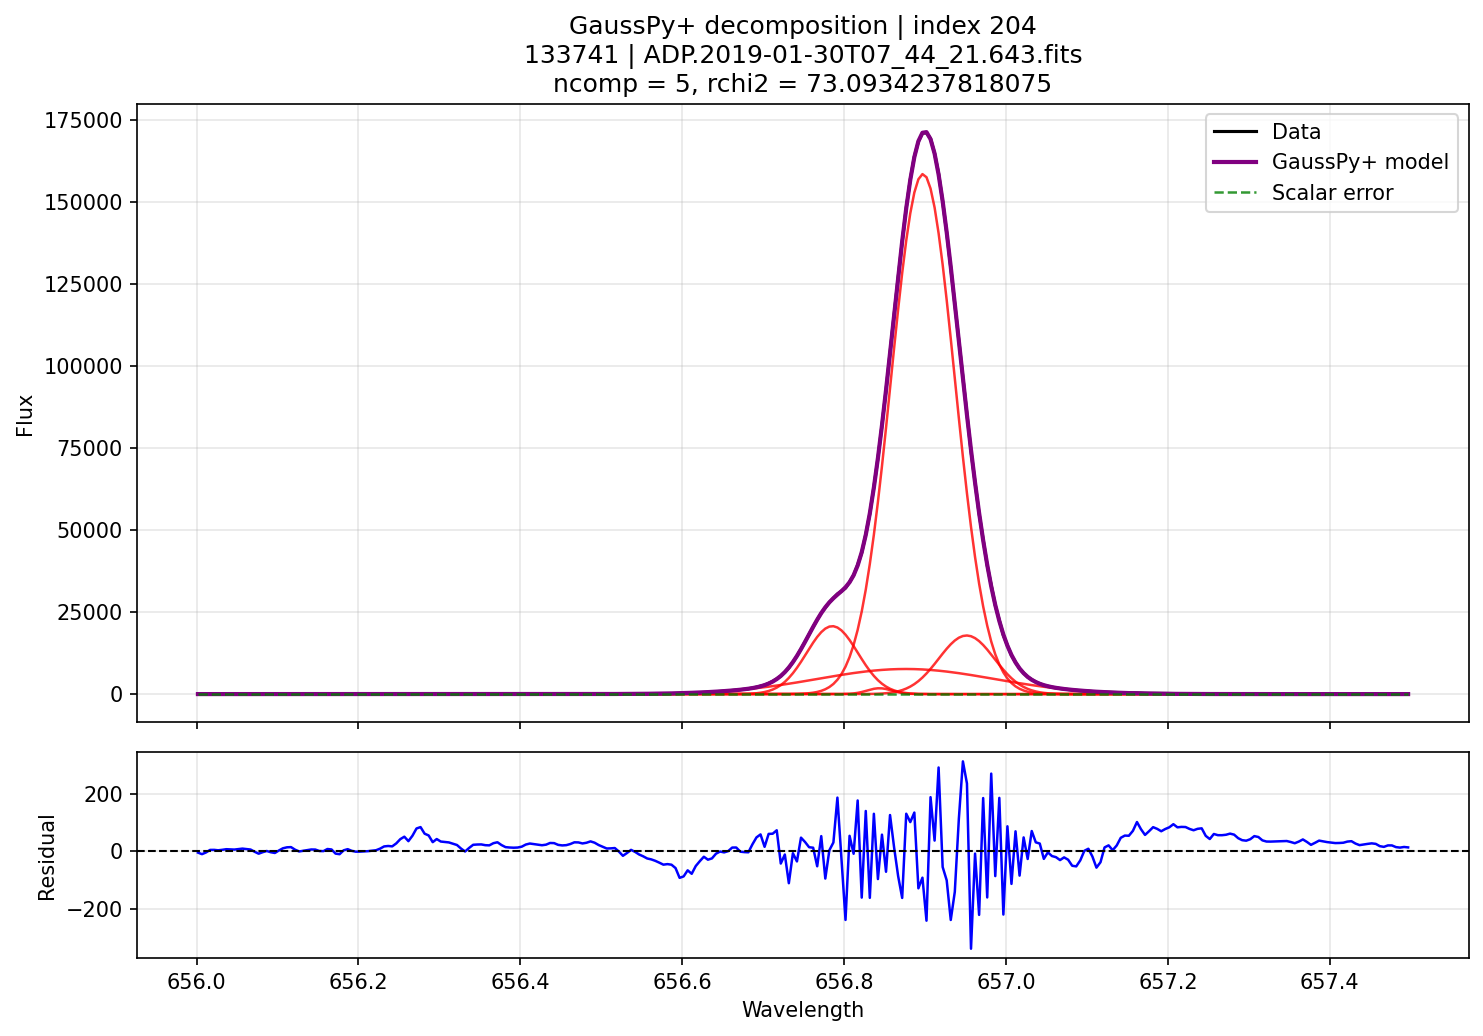 GaussPy+ decomposition | index 204
133741 | ADP.2019-01-30T07_44_21.643.fits
ncomp = 5, rchi2 = 73.0934237818075
175000
150000
125000
100000
75000
50000
25000
0
Flux
Data
GaussPy+ model
Scalar error
200
0
−200
Residual
656.0
656.2
656.4
656.6
656.8
657.0
657.2
657.4
Wavelength